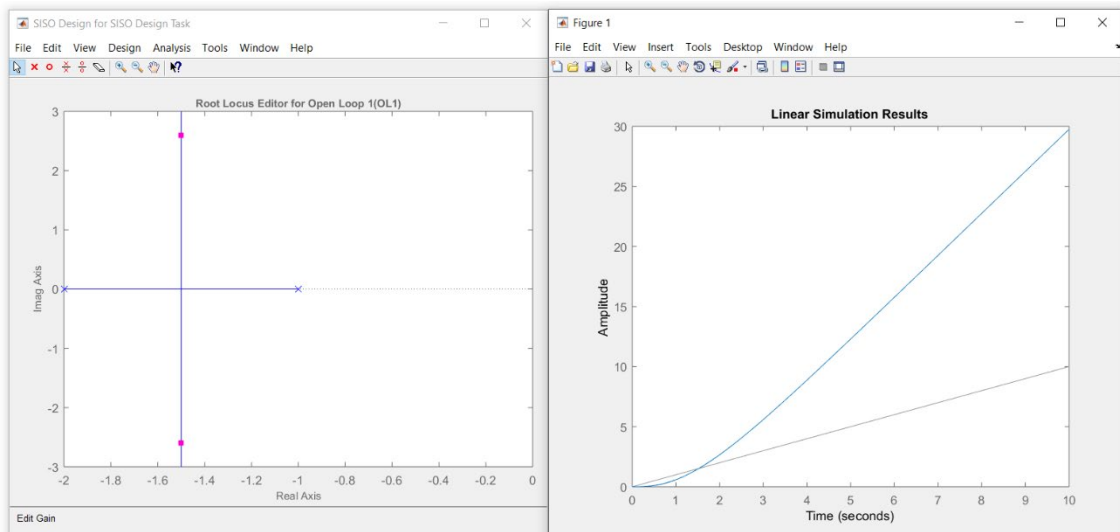 SISO Design for SISO Design Task
File Edit View Design Analysis Tools Window Help
Root Locus Editor for Open Loop 1(OL1)
3
2
1
0
-1
-2
-3
Imag Axis
-2 -1.8 -1.6 -1.4 -1.2 -1 -0.8 -0.6 -0.4 -0.2 0
Real Axis
Edit Gain
Figure 1
File Edit View Insert Tools Desktop Window Help
Linear Simulation Results
30
25
20
15
10
5
0
Amplitude
0 1 2 3 4 5 6 7 8 9 10
Time (seconds)